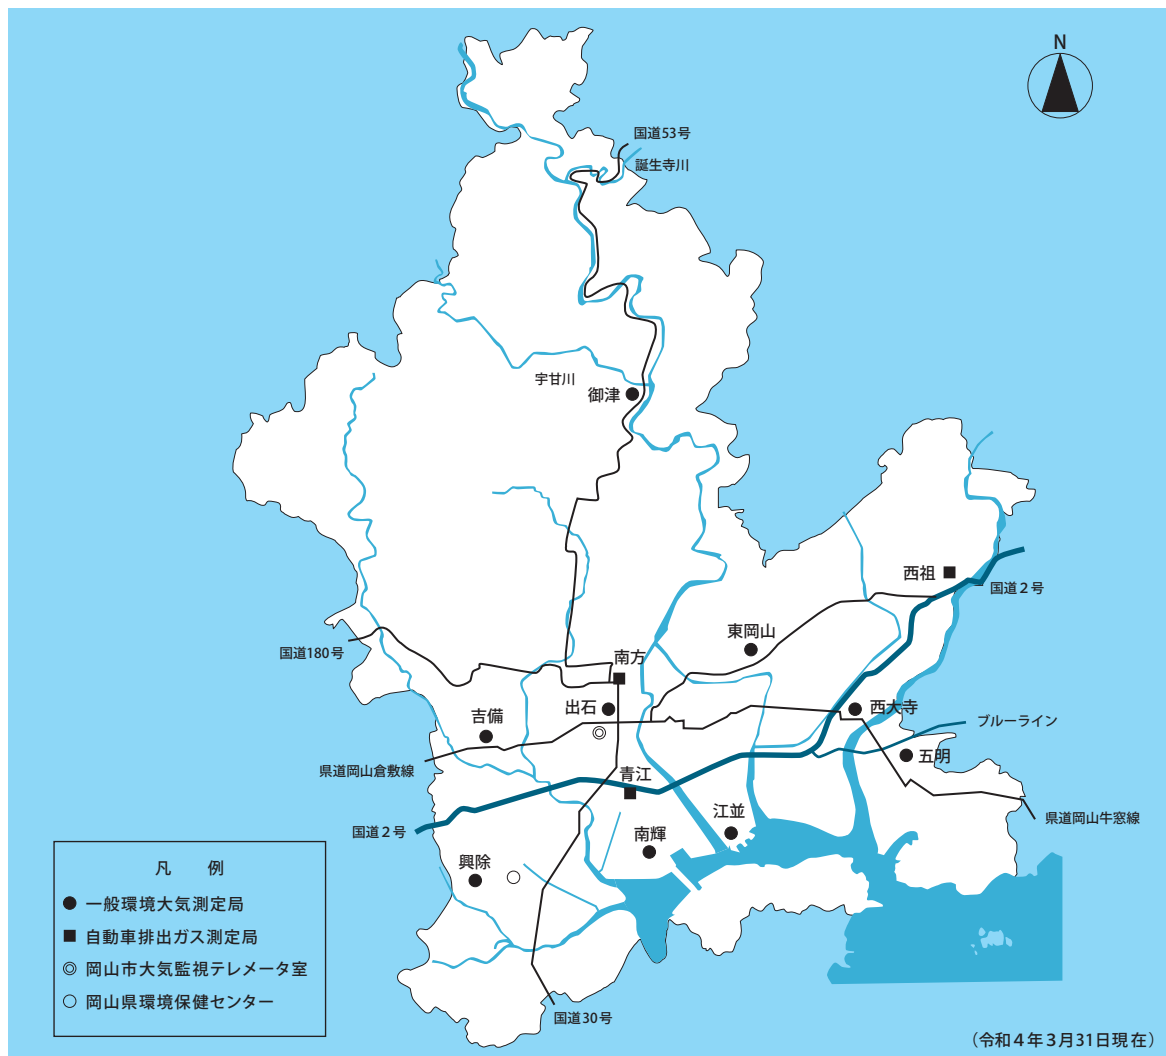 N
国道53号
誕生寺川
宇甘川
御津
西祖
国道２号
東岡山
国道180号
南方
出石
西大寺
吉備
ブルーライン
五明
県道岡山倉敷線
青江
国道２号
江並
県道岡山牛窓線
南輝
興除
凡　例
一般環境大気測定局
自動車排出ガス測定局
岡山市大気監視テレメータ室
岡山県環境保健センター
国道30号
（令和４年３月31日現在）